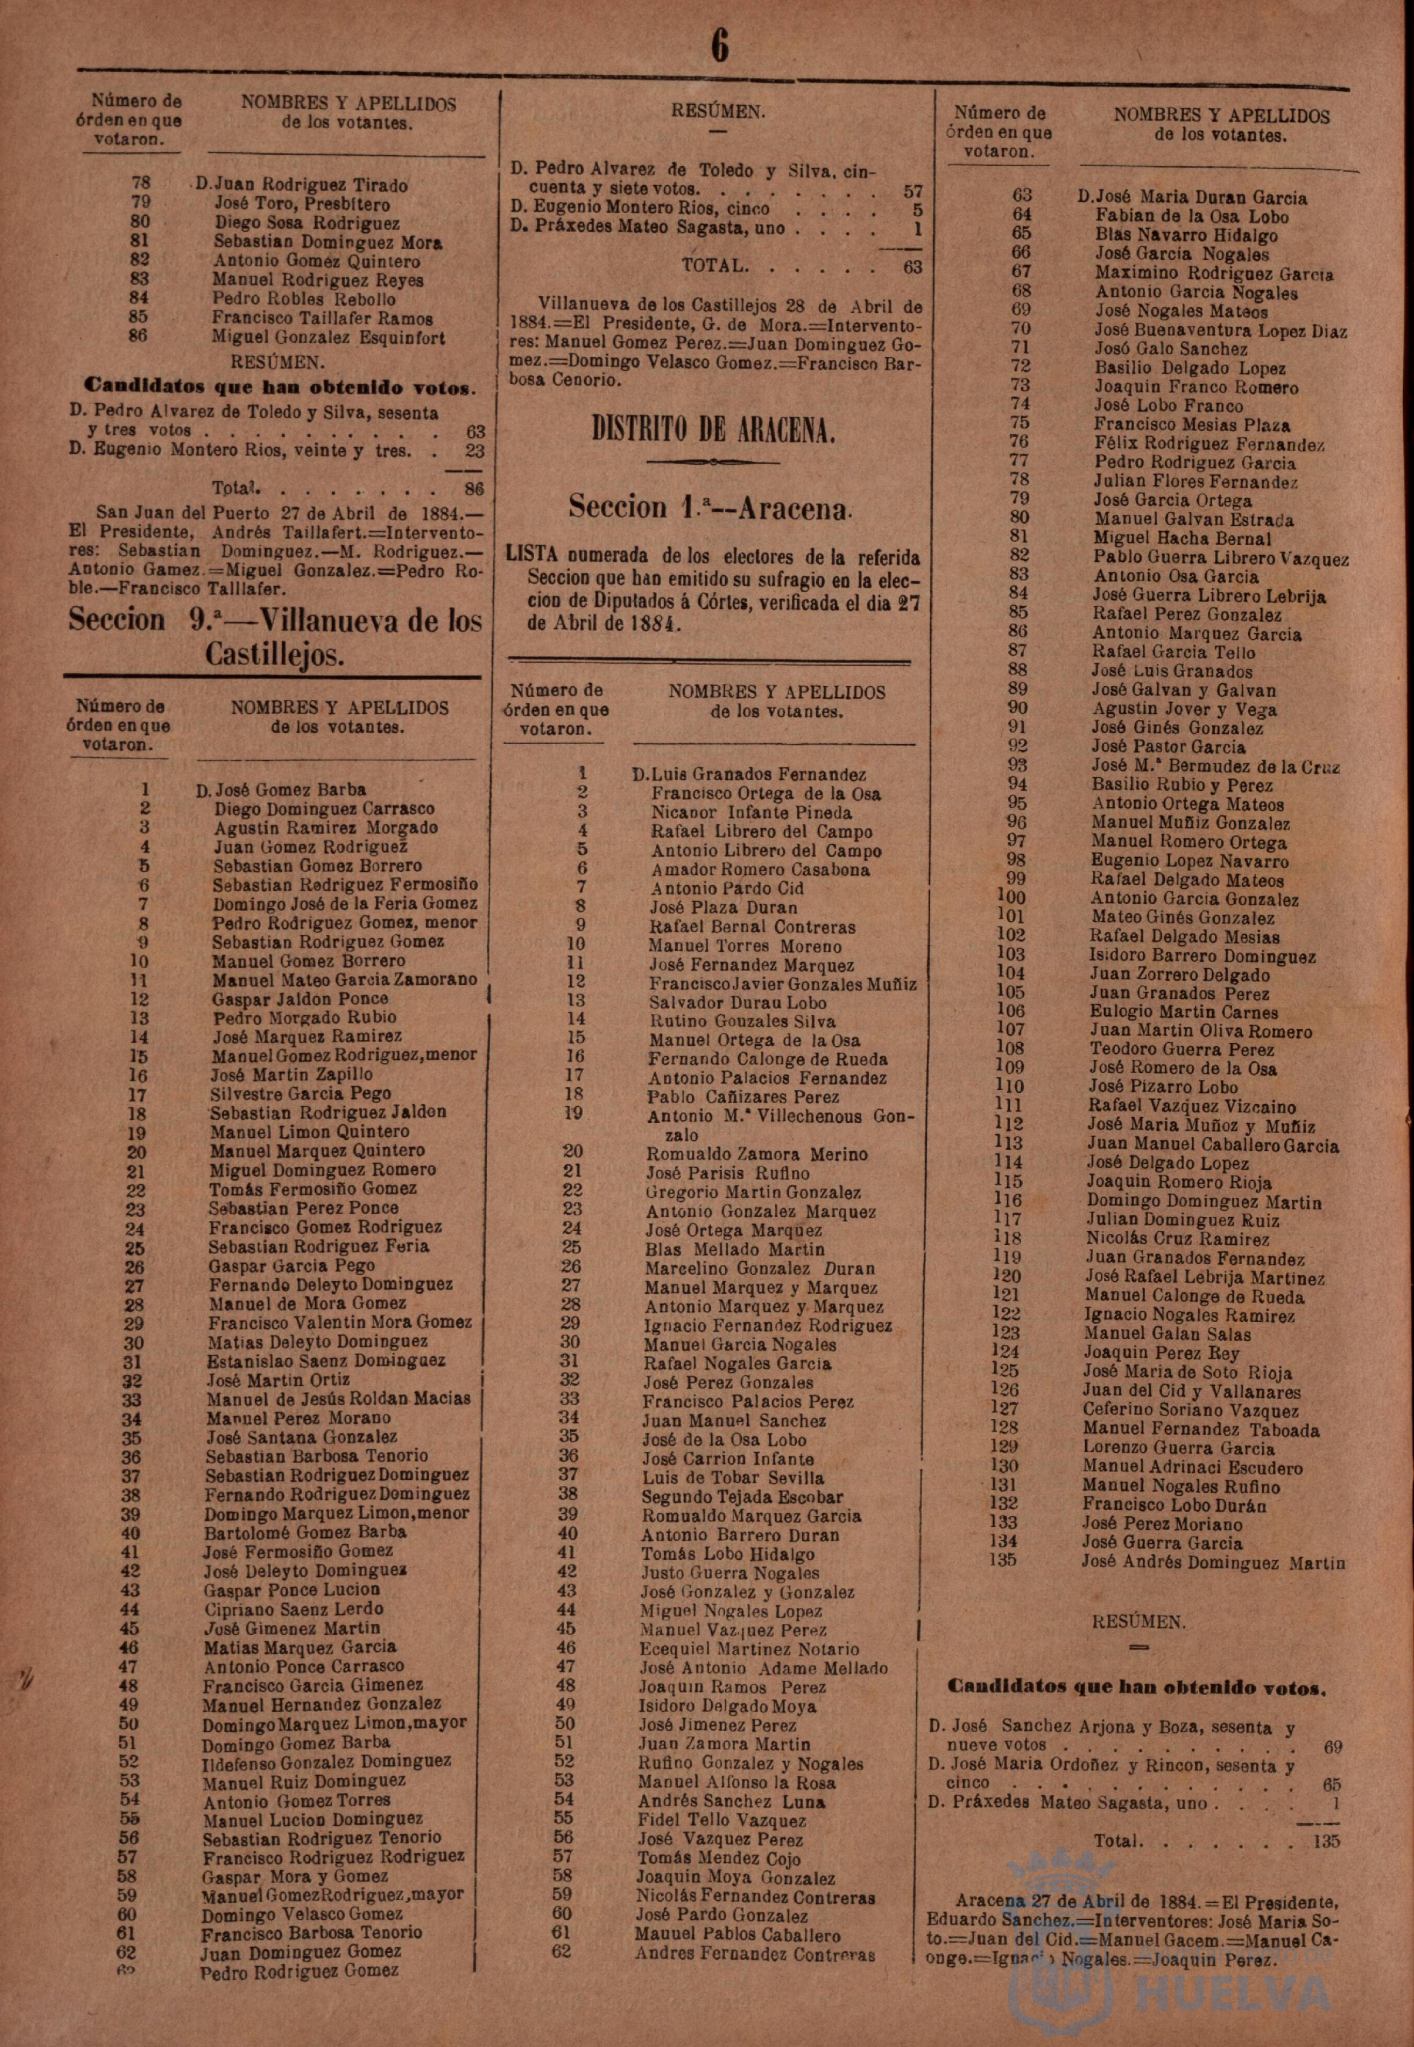 6
Número de
órden en que
votaron.
NOMBRES Y APELLIDOS
de los votantes.
78 D. Juan Rodriguez Tirado
79 José Toro, Presbítero
80 Diego Sosa Rodriguez
81 Sebastian Dominguez Mora
82 Antonio Gomez Quintero
83 Manuel Rodriguez Reyes
84 Pedro Robles Rebollo
85 Francisco Taillafer Ramos
86 Miguel Gonzalez Esquinfort
RESÚMEN.
Candidatos que han obtenido votos.
D. Pedro Alvarez de Toledo y Silva, sesenta
y tres votos . . . . . . . . . . 63
D. Eugenio Montero Rios, veinte y tres. . 23
Total. . . . . . . . 86
San Juan del Puerto 27 de Abril de 1884.—
El Presidente, Andrés Taillafert.=Intervento-
res: Sebastian Dominguez.—M. Rodriguez.—
Antonio Gamez.=Miguel Gonzalez.=Pedro Ro-
ble.—Francisco Talllafer.
Seccion 9.ª—Villanueva de los
Castillejos.
Número de
órden en que
votaron.
NOMBRES Y APELLIDOS
de los votantes.
1 D. José Gomez Barba
2 Diego Dominguez Carrasco
3 Agustin Ramirez Morgado
4 Juan Gomez Rodriguez
5 Sebastian Gomez Borrero
6 Sebastian Rodriguez Fermosiño
7 Domingo José de la Feria Gomez
8 Pedro Rodriguez Gomez, menor
9 Sebastian Rodriguez Gomez
10 Manuel Gomez Borrero
11 Manuel Mateo Garcia Zamorano
12 Gaspar Jaldon Ponce
13 Pedro Morgado Rubio
14 José Marquez Ramirez
15 Manuel Gomez Rodriguez, menor
16 José Martin Zapillo
17 Silvestre Garcia Pego
18 Sebastian Rodriguez Jaldon
19 Manuel Limon Quintero
20 Manuel Marquez Quintero
21 Miguel Dominguez Romero
22 Tomás Fermosiño Gomez
23 Sebastian Perez Ponce
24 Francisco Gomez Rodriguez
25 Sebastian Rodriguez Feria
26 Gaspar Garcia Pego
27 Fernando Deleyto Dominguez
28 Manuel de Mora Gomez
29 Francisco Valentin Mora Gomez
30 Matias Deleyto Dominguez
31 Estanislao Saenz Dominguez
32 José Martin Ortiz
33 Manuel de Jesús Roldan Macias
34 Manuel Perez Morano
35 José Santana Gonzalez
36 Sebastian Barbosa Tenorio
37 Sebastian Rodriguez Dominguez
38 Fernando Rodriguez Dominguez
39 Domingo Marquez Limon, menor
40 Bartolomé Gomez Barba
41 José Fermosiño Gomez
42 José Deleyto Dominguez
43 Gaspar Ponce Lucion
44 Cipriano Saenz Lerdo
45 José Gimenez Martin
46 Matias Marquez Garcia
47 Antonio Ponce Carrasco
48 Francisco Garcia Gimenez
49 Manuel Hernandez Gonzalez
50 Domingo Marquez Limon, mayor
51 Domingo Gomez Barba
52 Ildefenso Gonzalez Dominguez
53 Manuel Ruiz Dominguez
54 Antonio Gomez Torres
55 Manuel Lucion Dominguez
56 Sebastian Rodriguez Tenorio
57 Francisco Rodriguez Rodriguez
58 Gaspar Mora y Gomez
59 Manuel Gomez Rodriguez, mayor
60 Domingo Velasco Gomez
61 Francisco Barbosa Tenorio
62 Juan Dominguez Gomez
Pedro Rodriguez Gomez
RESÚMEN.
D. Pedro Alvarez de Toledo y Silva, cin-
cuenta y siete votos. . . . . . . . 57
D. Eugenio Montero Rios, cinco . . . . 5
D. Práxedes Mateo Sagasta, uno . . . . 1
TOTAL. . . . . . 63
Villanueva de los Castillejos 28 de Abril de
1884.=El Presidente, G. de Mora.=Intervento-
res: Manuel Gomez Perez.=Juan Dominguez Go-
mez.=Domingo Velasco Gomez.=Francisco Bar-
bosa Cenorio.
DISTRITO DE ARACENA.
Seccion 1.ª--Aracena.
LISTA numerada de los electores de la referida
Seccion que han emitido su sufragio en la elec-
cion de Diputados á Córtes, verificada el dia 27
de Abril de 1884.
Número de
órden en que
votaron.
NOMBRES Y APELLIDOS
de los votantes.
1 D. Luis Granados Fernandez
2 Francisco Ortega de la Osa
3 Nicanor Infante Pineda
4 Rafael Librero del Campo
5 Antonio Librero del Campo
6 Amador Romero Casabona
7 Antonio Pardo Cid
8 José Plaza Duran
9 Rafael Bernal Contreras
10 Manuel Torres Moreno
11 José Fernandez Marquez
12 Francisco Javier Gonzales Muñiz
13 Salvador Durau Lobo
14 Rutino Gouzales Silva
15 Manuel Ortega de la Osa
16 Fernando Calonge de Rueda
17 Antonio Palacios Fernandez
18 Pablo Cañizares Perez
19 Antonio M.ª Villechenous Gon-
zalo
20 Romualdo Zamora Merino
21 José Parisis Rufino
22 Gregorio Martin Gonzalez
23 Antonio Gonzalez Marquez
24 José Ortega Marquez
25 Blas Mellado Martin
26 Marcelino Gonzalez Duran
27 Manuel Marquez y Marquez
28 Antonio Marquez y Marquez
29 Ignacio Fernandez Rodriguez
30 Manuel Garcia Nogales
31 Rafael Nogales Garcia
32 José Perez Gonzales
33 Francisco Palacios Perez
34 Juan Manuel Sanchez
35 José de la Osa Lobo
36 José Carrion Infante
37 Luis de Tobar Sevilla
38 Segundo Tejada Escobar
39 Romualdo Marquez Garcia
40 Antonio Barrero Duran
41 Tomás Lobo Hidalgo
42 Justo Guerra Nogales
43 José Gonzalez y Gonzalez
44 Miguel Nogales Lopez
45 Manuel Vazquez Perez
46 Ecequiel Martinez Notario
47 José Antonio Adame Mellado
48 Joaquin Ramos Perez
49 Isidoro Delgado Moya
50 José Jimenez Perez
51 Juan Zamora Martin
52 Rufino Gonzalez y Nogales
53 Manuel Alfonso la Rosa
54 Andrés Sanchez Luna
55 Fidel Tello Vazquez
56 José Vazquez Perez
57 Tomás Mendez Cojo
58 Joaquin Moya Gonzalez
59 Nicolás Fernandez Contreras
60 José Pardo Gonzalez
61 Manuel Pablos Caballero
62 Andres Fernandez Contreras
Número de
órden en que
votaron.
NOMBRES Y APELLIDOS
de los votantes.
63 D. José Maria Duran Garcia
64 Fabian de la Osa Lobo
65 Blas Navarro Hidalgo
66 José Garcia Nogales
67 Maximino Rodriguez Garcia
68 Antonio Garcia Nogales
69 José Nogales Mateos
70 José Buenaventura Lopez Diaz
71 Josó Galo Sanchez
72 Basilio Delgado Lopez
73 Joaquin Franco Romero
74 José Lobo Franco
75 Francisco Mesias Plaza
76 Félix Rodriguez Fernandez
77 Pedro Rodriguez Garcia
78 Julian Flores Fernandez
79 José Garcia Ortega
80 Manuel Galvan Estrada
81 Miguel Hacha Bernal
82 Pablo Guerra Librero Vazquez
83 Antonio Osa Garcia
84 José Guerra Librero Lebrija
85 Rafael Perez Gonzalez
86 Antonio Marquez Garcia
87 Rafael Garcia Tello
88 José Luis Granados
89 José Galvan y Galvan
90 Agustin Jover y Vega
91 José Ginés Gonzalez
92 José Pastor Garcia
93 José M.ª Bermudez de la Cruz
94 Basilio Rubio y Perez
95 Antonio Ortega Mateos
96 Manuel Muñiz Gonzalez
97 Manuel Romero Ortega
98 Eugenio Lopez Navarro
99 Rafael Delgado Mateos
100 Antonio Garcia Gonzalez
101 Mateo Ginés Gonzalez
102 Rafael Delgado Mesias
103 Isidoro Barrero Dominguez
104 Juan Zorrero Delgado
105 Juan Granados Perez
106 Eulogio Martin Carnes
107 Juan Martin Oliva Romero
108 Teodoro Guerra Perez
109 José Romero de la Osa
110 José Pizarro Lobo
111 Rafael Vazquez Vizcaino
112 José Maria Muñoz y Muñiz
113 Juan Manuel Caballero Garcia
114 José Delgado Lopez
115 Joaquin Romero Rioja
116 Domingo Dominguez Martin
117 Julian Dominguez Ruiz
118 Nicolás Cruz Ramirez
119 Juan Granados Fernandez
120 José Rafael Lebrija Martinez
121 Manuel Calonge de Rueda
122 Ignacio Nogales Ramirez
123 Manuel Galan Salas
124 Joaquin Perez Rey
125 José Maria de Soto Rioja
126 Juan del Cid y Vallanares
127 Ceferino Soriano Vazquez
128 Manuel Fernandez Taboada
129 Lorenzo Guerra Garcia
130 Manuel Adrinaci Escudero
131 Manuel Nogales Rufino
132 Francisco Lobo Durán
133 José Perez Moriano
134 José Guerra Garcia
135 José Andrés Dominguez Martin
RESÚMEN.
Candidatos que han obtenido votos.
D. José Sanchez Arjona y Boza, sesenta y
nueve votos . . . . . . . . . . 69
D. José Maria Ordoñez y Rincon, sesenta y
cinco . . . . . . . . . . . . 65
D. Práxedes Mateo Sagasta, uno . . . . 1
Total. . . . . . . 135
Aracena 27 de Abril de 1884.=El Presidente,
Eduardo Sanchez.=Interventores: José Maria So-
to.=Juan del Cid.=Manuel Gacem.=Manuel Ca-
onge.= Nogales.=Joaquin Perez.
HUELVA